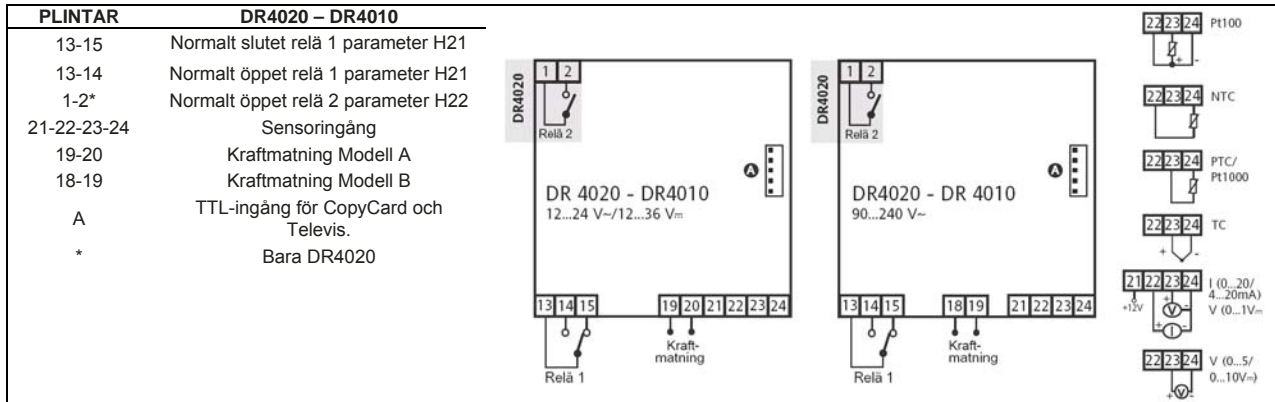 PLINTAR DR4020 – DR4010
13-15 Normalt slutet relä 1 parameter H21
13-14 Normalt öppet relä 1 parameter H21
1-2* Normalt öppet relä 2 parameter H22
21-22-23-24 Sensoringång
19-20 Kraftmatning Modell A
18-19 Kraftmatning Modell B
A TTL-ingång för CopyCard och
Televis.
* Bara DR4020
DR4020
1 2
Relä 2
A
DR 4020 - DR4010
12...24 V~/12...36 V⎓
13 14 15 19 20 21 22 23 24
Kraft-
matning
Relä 1
DR4020
1 2
Relä 2
A
DR4020 - DR 4010
90...240 V~
13 14 15 18 19 21 22 23 24
Kraft-
matning
Relä 1
22 23 24 Pt100
+ -
22 23 24 NTC
22 23 24 PTC/
Pt1000
22 23 24 TC
+ -
21 22 23 24 I (0...20/
4...20mA)
V (0...1V⎓
+12V
+ V -
+ I -
22 23 24 V (0...5/
0...10V⎓)
+ V -